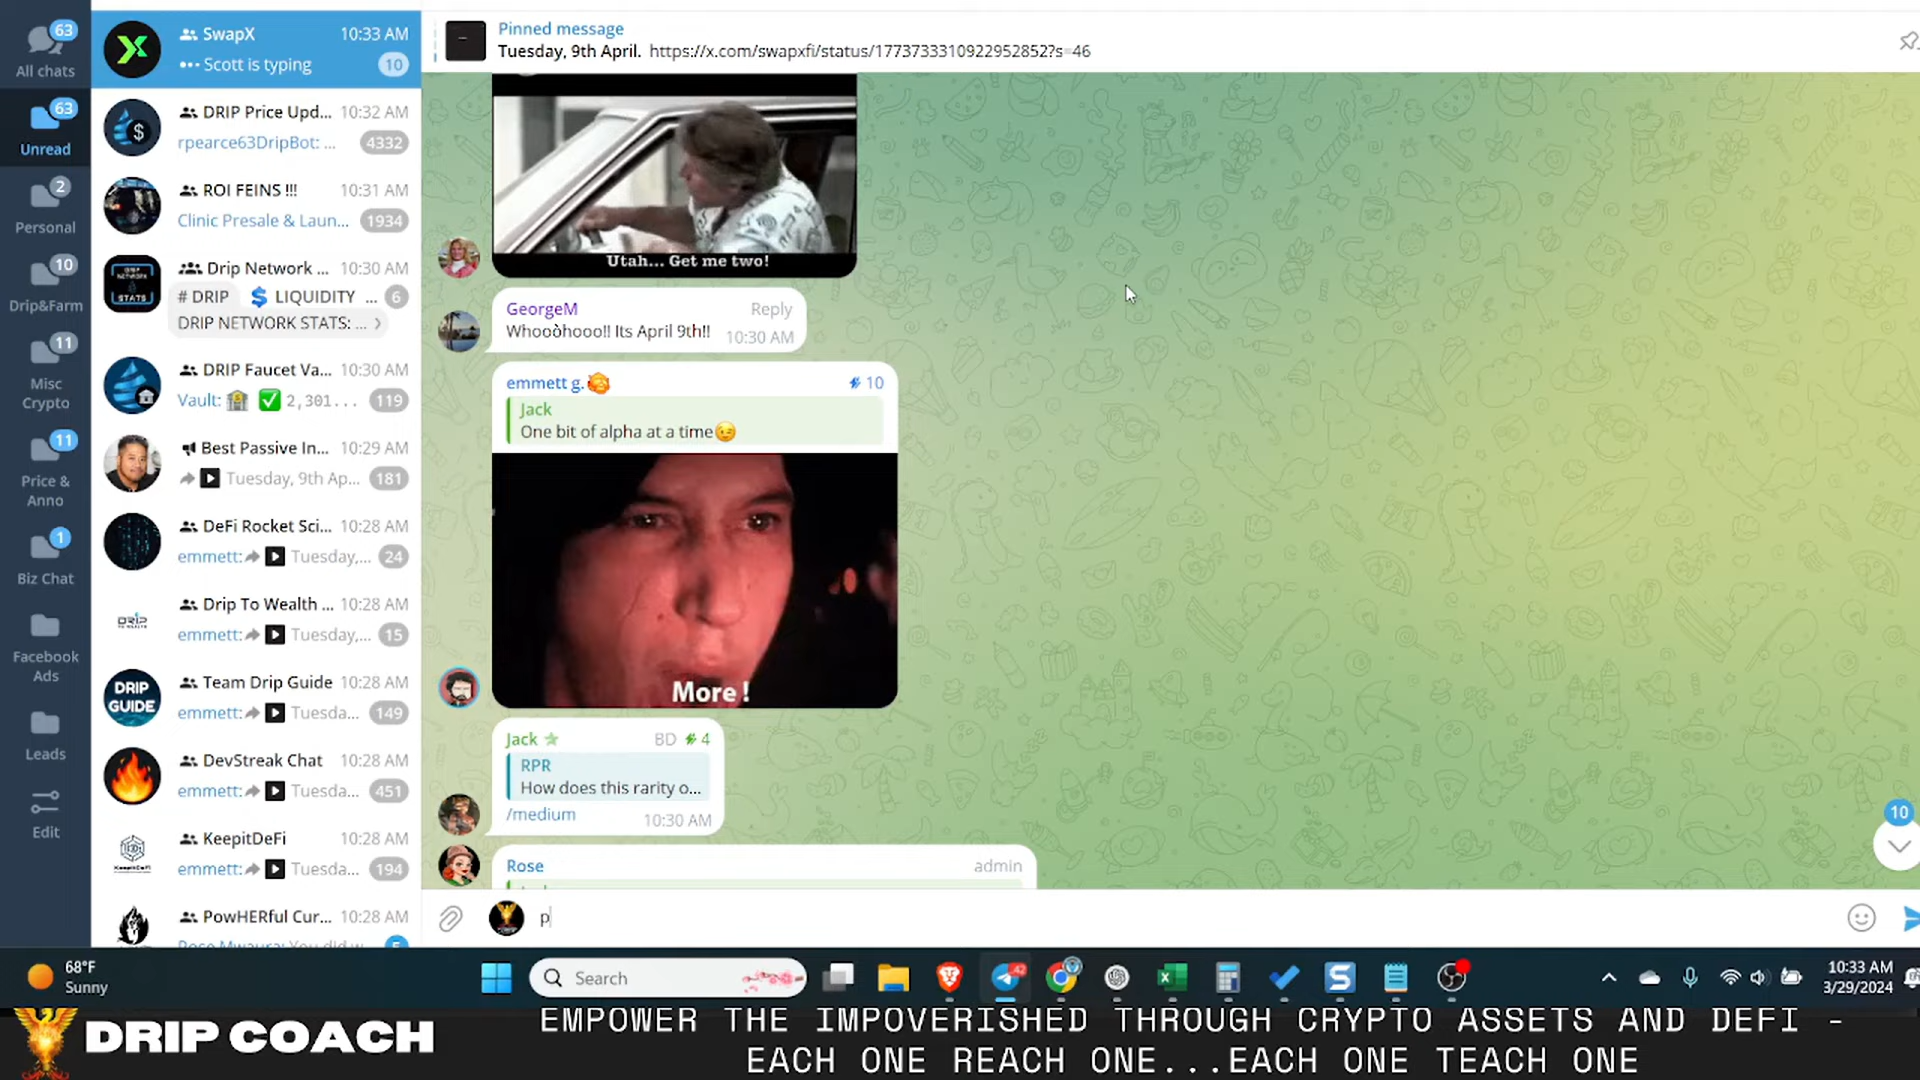 63
All chats
63
Unread
2
Personal
10
Drip&Farm
11
Misc
Crypto
11
Price &
Anno
1
Biz Chat
Facebook
Ads
Leads
Edit
SwapX 10:33 AM
Scott is typing 10
DRIP Price Upd... 10:32 AM
rpearce63DripBot: ... 4332
ROI FEINS !!! 10:31 AM
Clinic Presale & Laun... 1934
Drip Network ... 10:30 AM
# DRIP LIQUIDITY ... 6
DRIP NETWORK STATS: ... >
DRIP NETWORK
STATS
DRIP Faucet Va... 10:30 AM
Vault: 2,301... 119
Best Passive In... 10:29 AM
Tuesday, 9th Ap... 181
DeFi Rocket Sci... 10:28 AM
emmett: Tuesday,... 24
Drip To Wealth ... 10:28 AM
emmett: Tuesday,... 15
DRIP
Team Drip Guide 10:28 AM
emmett: Tuesda... 149
DRIP
GUIDE
DevStreak Chat 10:28 AM
emmett: Tuesda... 451
KeepitDeFi 10:28 AM
emmett: Tuesda... 194
PowHERful Cur... 10:28 AM
Pinned message
Tuesday, 9th April. https://x.com/swapxfi/status/1773733310922952852?s=46
Utah... Get me two!
GeorgeM Reply
Whooòhooo!! Its April 9th!! 10:30 AM
emmett g. 10
Jack
One bit of alpha at a time
More !
Jack BD 4
RPR
How does this rarity o...
/medium 10:30 AM
Rose admin
10
p
68°F
Sunny
Search
10:33 AM
3/29/2024
DRIP COACH
EMPOWER THE IMPOVERISHED THROUGH CRYPTO ASSETS AND DEFI -
EACH ONE REACH ONE...EACH ONE TEACH ONE